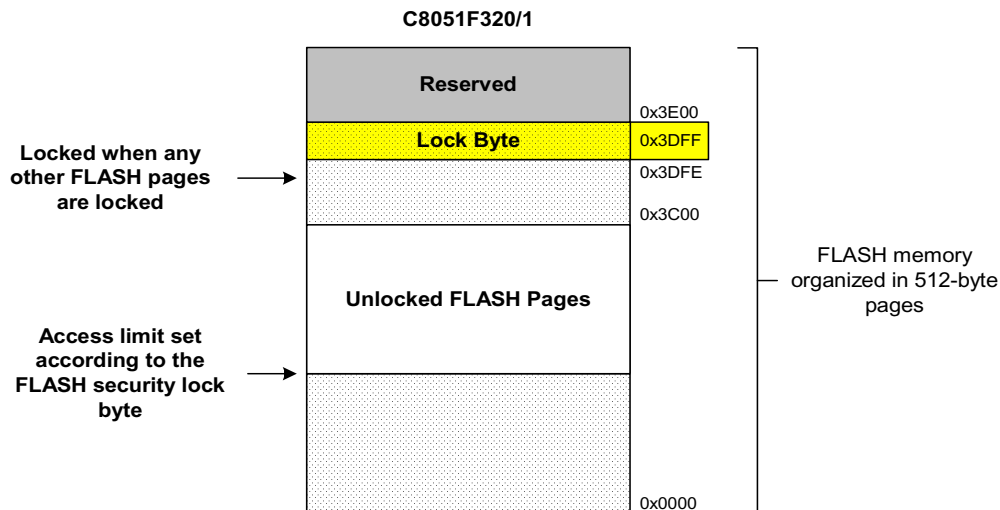 C8051F320/1
Reserved
0x3E00
Lock Byte
0x3DFF
Locked when any
other FLASH pages
are locked
0x3DFE
0x3C00
Unlocked FLASH Pages
FLASH memory
organized in 512-byte
pages
Access limit set
according to the
FLASH security lock
byte
0x0000